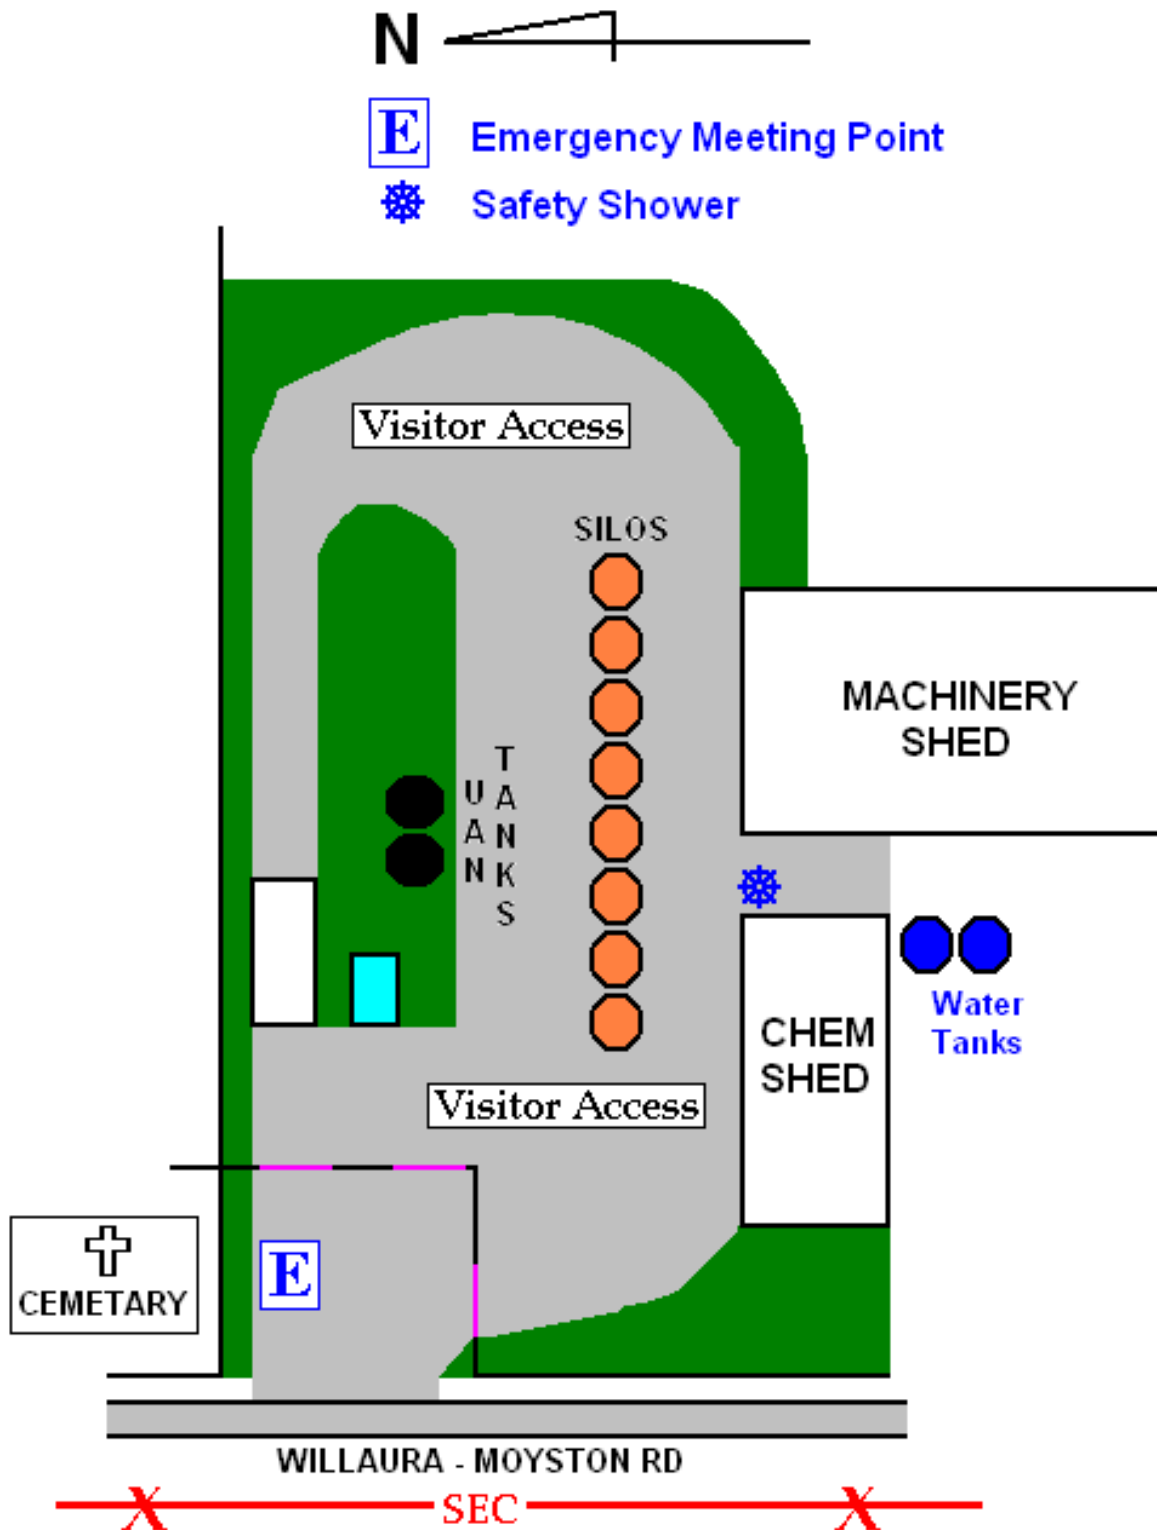 N
E Emergency Meeting Point
Safety Shower
Visitor Access
SILOS
MACHINERY
SHED
UAN
TANKS
Water
Tanks
CHEM
SHED
Visitor Access
E
CEMETARY
WILLAURA - MOYSTON RD
X SEC X